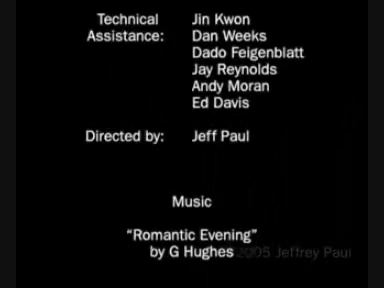 Technical Assistance: Jin Kwon
Dan Weeks
Dado Feigenblatt
Jay Reynolds
Andy Moran
Ed Davis
Directed by: Jeff Paul
Music
“Romantic Evening”
by G Hughes 2005 Jeffrey Paul